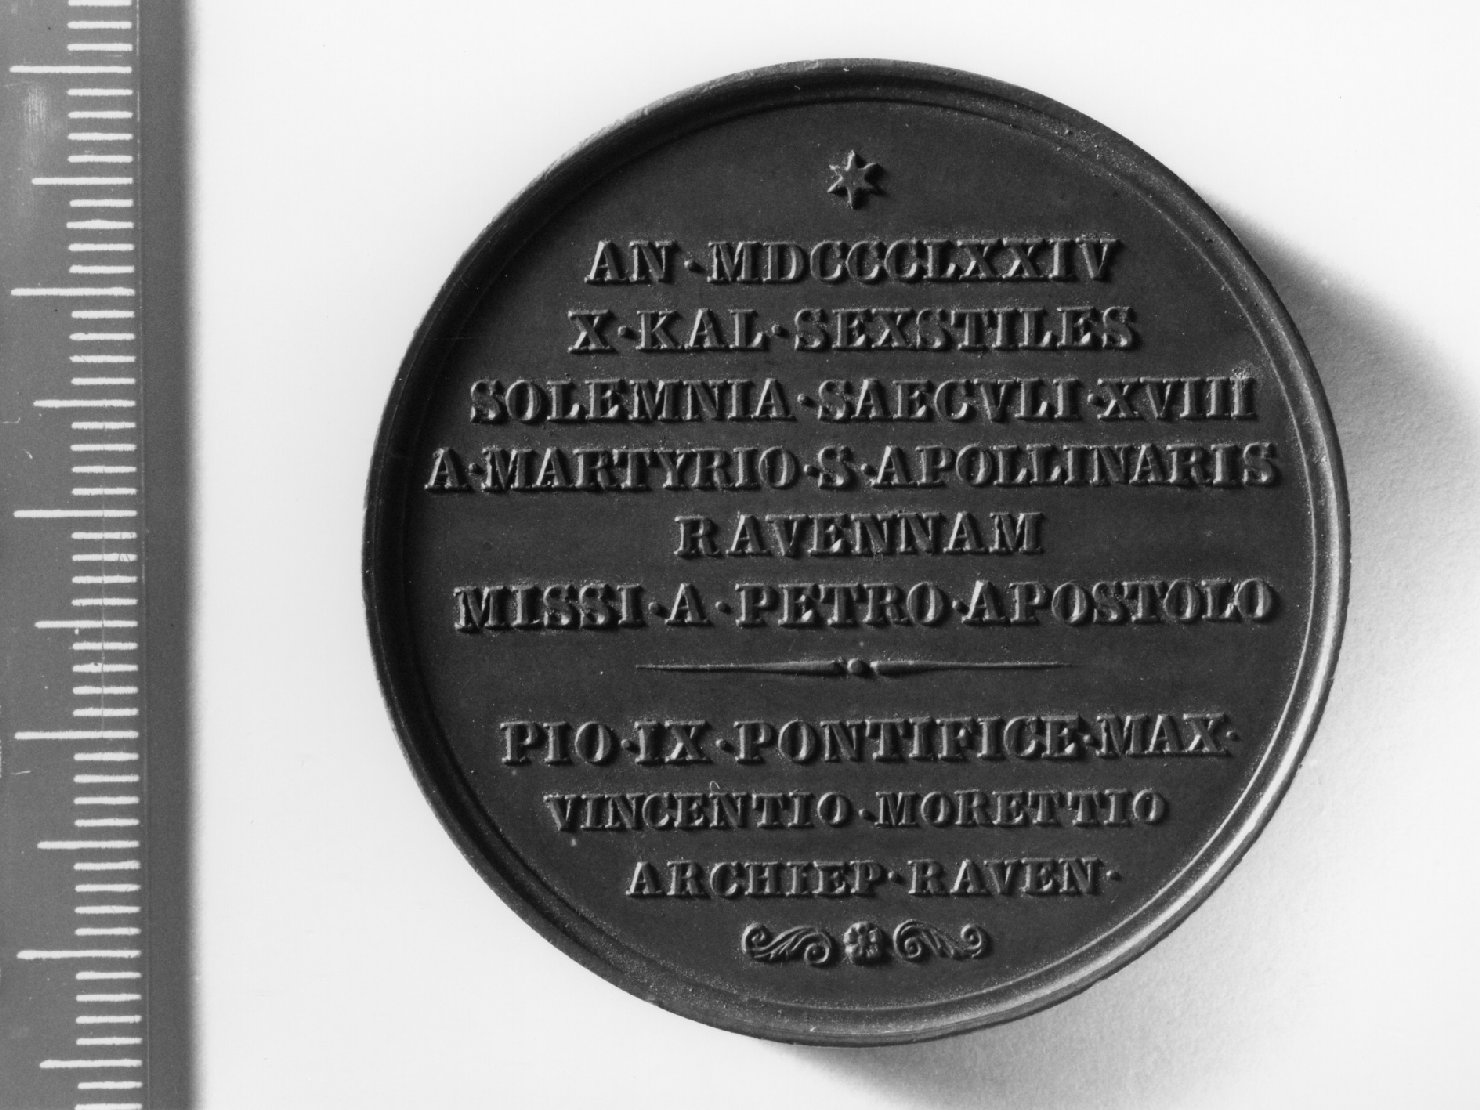 AN·MDCCCLXXIV
X·KAL·SEXSTILES
SOLEMNIA·SAECVLI·XVIII
A·MARTYRIO·S·APOLLINARIS
RAVENNAM
MISSI·A·PETRO·APOSTOLO
PIO·IX·PONTIFICE·MAX·
VINCENTIO·MORETTIO
ARCHIEP·RAVEN·